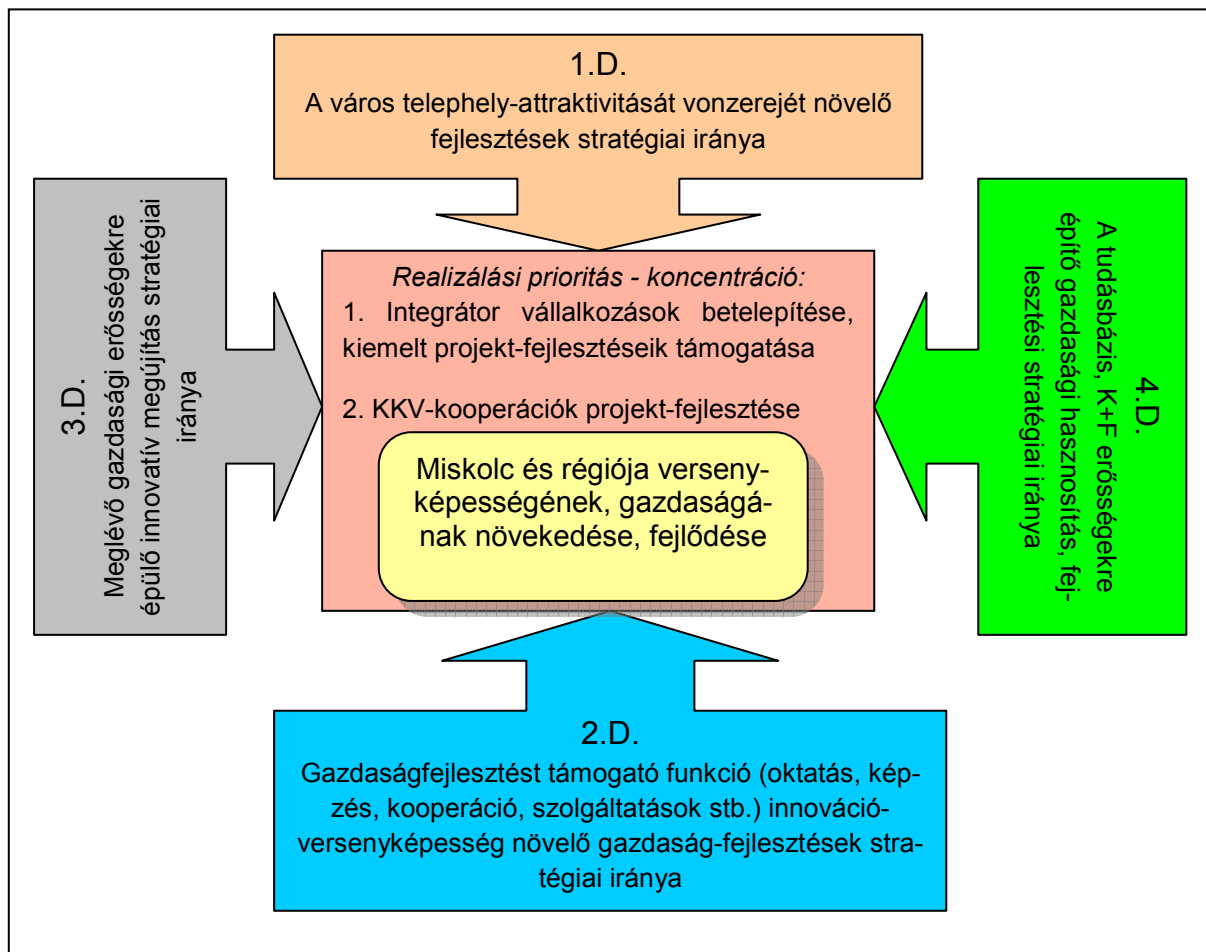 1.D.
A város telephely-attraktivitását vonzerejét növelő
fejlesztések stratégiai iránya
3.D.
Meglévő gazdasági erősségekre
épülő innovatív megújítás stratégiai
iránya
Realizálási prioritás - koncentráció:
1. Integrátor vállalkozások betelepítése,
kiemelt projekt-fejlesztéseik támogatása
2. KKV-kooperációk projekt-fejlesztése
Miskolc és régiója verseny-
képességének, gazdaságá-
nak növekedése, fejlődése
4.D.
A tudásbázis, K+F erősségekre
építő gazdasági hasznosítás, fej-
lesztési stratégiai iránya
2.D.
Gazdaságfejlesztést támogató funkció (oktatás, kép-
zés, kooperáció, szolgáltatások stb.) innováció-
versenyképesség növelő gazdaság-fejlesztések stra-
tégiai iránya